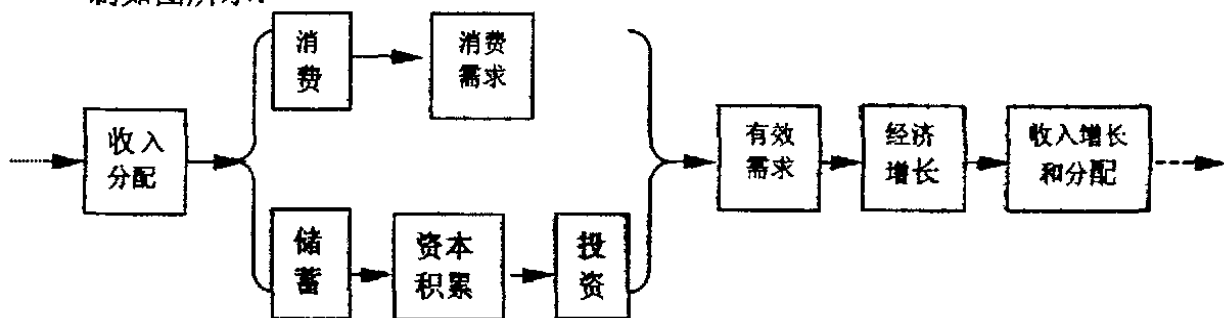 消
费
消费
需求
收入
分配
有效
需求
经济
增长
收入增长
和分配
储
蓄
资本
积累
投
资